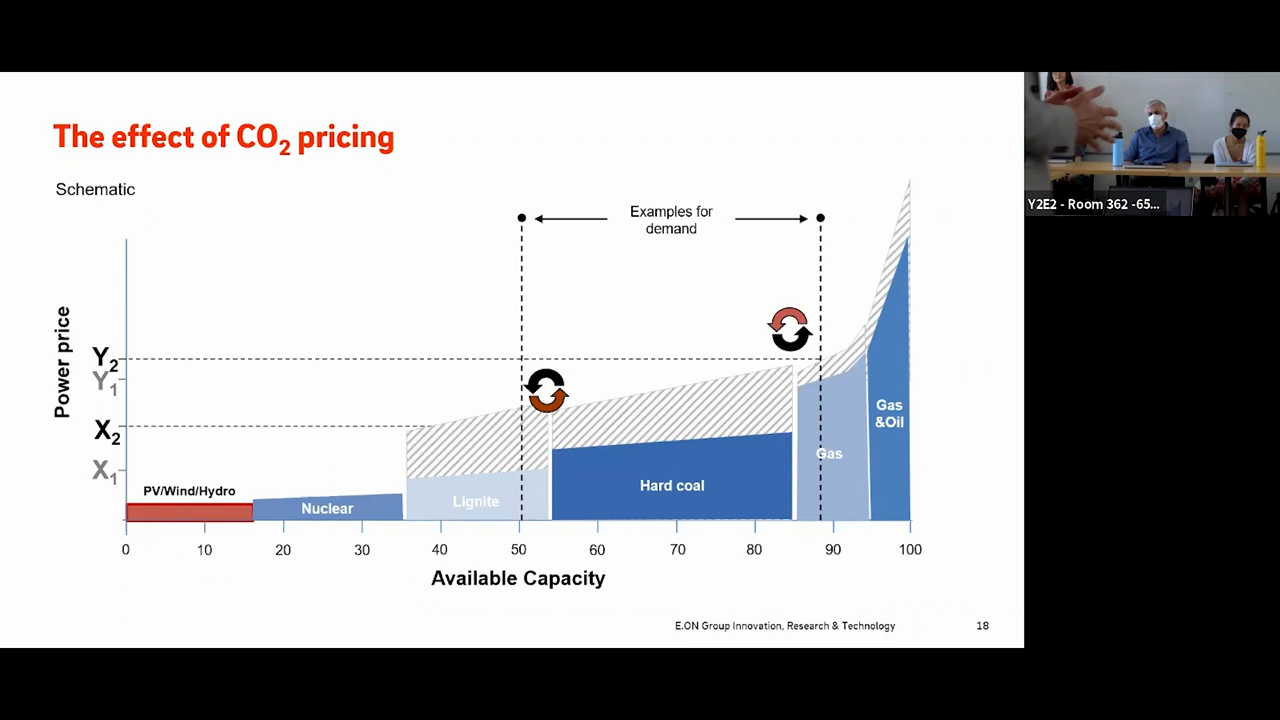 The effect of CO2 pricing
Schematic
Examples for
demand
Y2E2 - Room 362 -65...
Power price
Y2
Y1
X2
X1
PV/Wind/Hydro
Nuclear
Lignite
Hard coal
Gas
Gas
&Oil
0 10 20 30 40 50 60 70 80 90 100
Available Capacity
E.ON Group Innovation, Research & Technology 18